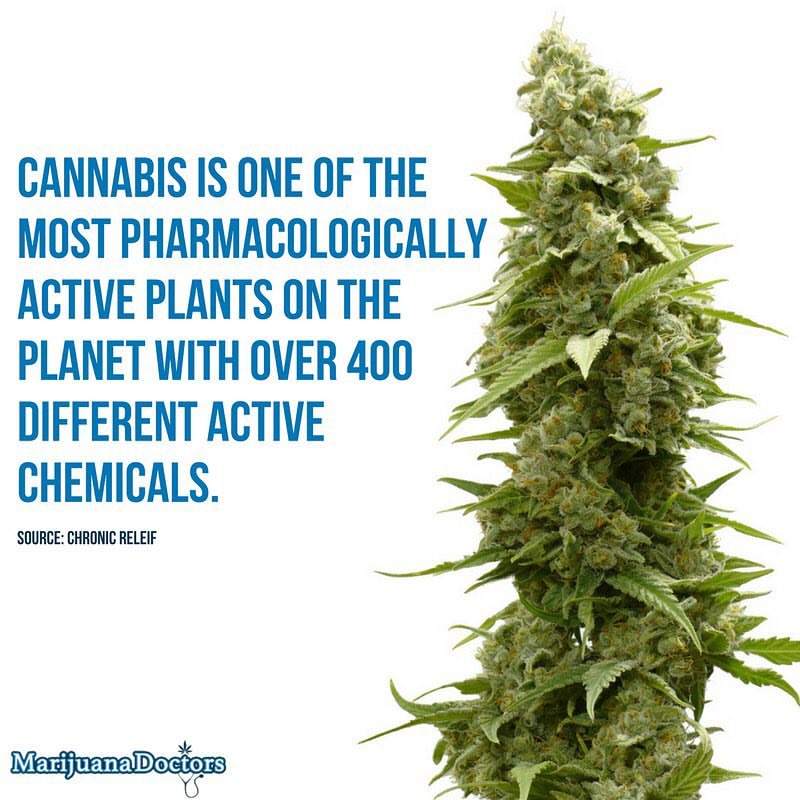 CANNABIS IS ONE OF THE
MOST PHARMACOLOGICALLY
ACTIVE PLANTS ON THE
PLANET WITH OVER 400
DIFFERENT ACTIVE
CHEMICALS.
SOURCE: CHRONIC RELEIF
MarijuanaDoctors